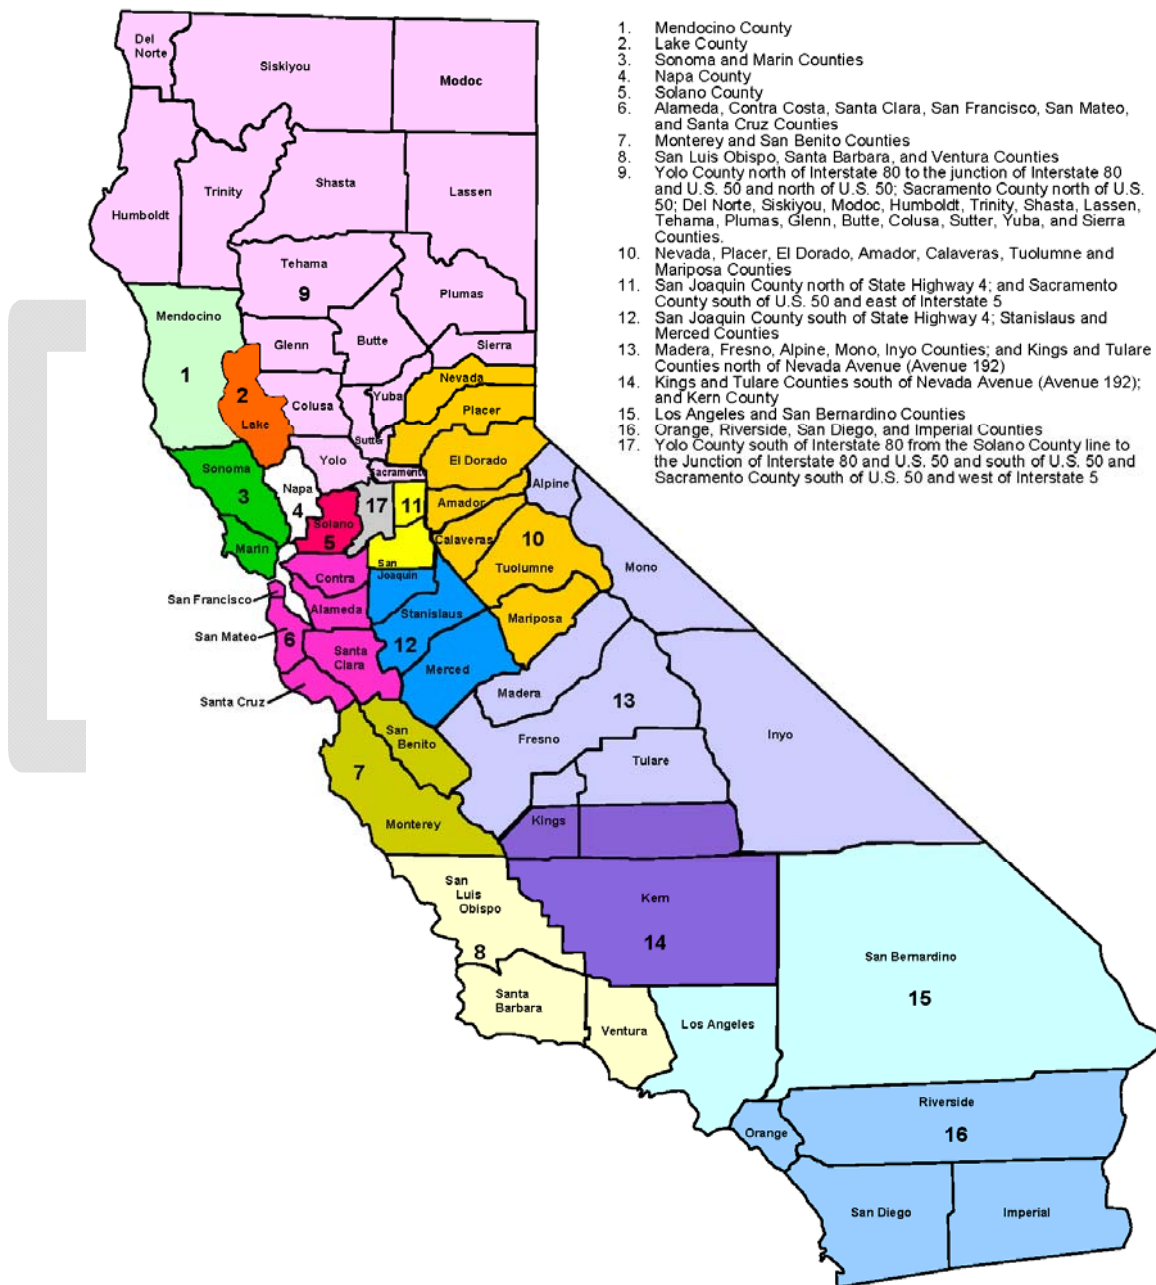 1. Mendocino County
2. Lake County
3. Sonoma and Marin Counties
4. Napa County
5. Solano County
6. Alameda, Contra Costa, Santa Clara, San Francisco, San Mateo,
and Santa Cruz Counties
7. Monterey and San Benito Counties
8. San Luis Obispo, Santa Barbara, and Ventura Counties
9. Yolo County north of Interstate 80 to the junction of Interstate 80
and U.S. 50 and north of U.S. 50; Sacramento County north of U.S.
50; Del Norte, Siskiyou, Modoc, Humboldt, Trinity, Shasta, Lassen,
Tehama, Plumas, Glenn, Butte, Colusa, Sutter, Yuba, and Sierra
Counties.
10. Nevada, Placer, El Dorado, Amador, Calaveras, Tuolumne and
Mariposa Counties
11. San Joaquin County north of State Highway 4; and Sacramento
County south of U.S. 50 and east of Interstate 5
12. San Joaquin County south of State Highway 4; Stanislaus and
Merced Counties
13. Madera, Fresno, Alpine, Mono, Inyo Counties; and Kings and Tulare
Counties north of Nevada Avenue (Avenue 192)
14. Kings and Tulare Counties south of Nevada Avenue (Avenue 192);
and Kern County
15. Los Angeles and San Bernardino Counties
16. Orange, Riverside, San Diego, and Imperial Counties
17. Yolo County south of Interstate 80 from the Solano County line to
the Junction of Interstate 80 and U.S. 50 and south of U.S. 50 and
Sacramento County south of U.S. 50 and west of Interstate 5
Del
Norte
Siskiyou
Modoc
Humboldt
Trinity
Shasta
Lassen
Tehama
9
Plumas
Mendocino
1
Glenn
Butte
Sierra
Nevada
2
Lake
Colusa
Yuba
Placer
Sutter
Yolo
Sacramento
El Dorado
Sonoma
3
Napa
4
Alpine
Solano
5
17
11
Amador
Marin
Calaveras
10
Tuolumne
Mono
San
Joaquin
Contra
San Francisco
Alameda
Stanislaus
Mariposa
San Mateo
6
Santa
Clara
12
Merced
Santa Cruz
Madera
13
San
Benito
Fresno
Inyo
Tulare
7
Monterey
Kings
San
Luis
Obispo
Kern
14
8
San Bernardino
15
Santa
Barbara
Ventura
Los Angeles
Riverside
16
Orange
San Diego
Imperial